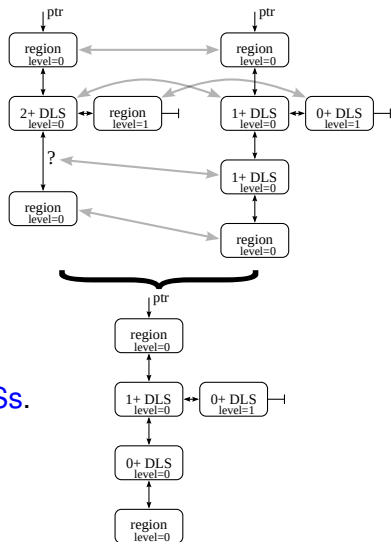 ptr
ptr
region
level=0
region
level=0
2+ DLS
level=0
region
level=1
1+ DLS
level=0
0+ DLS
level=1
?
1+ DLS
level=0
region
level=0
region
level=0
ptr
region
level=0
Ss.
1+ DLS
level=0
0+ DLS
level=1
0+ DLS
level=0
region
level=0